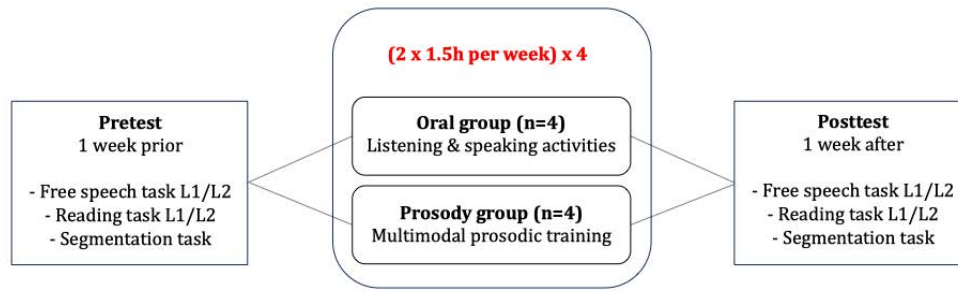 Pretest
1 week prior
- Free speech task L1/L2
- Reading task L1/L2
- Segmentation task
(2 x 1.5h per week) x 4
Oral group (n=4)
Listening & speaking activities
Prosody group (n=4)
Multimodal prosodic training
Posttest
1 week after
- Free speech task L1/L2
- Reading task L1/L2
- Segmentation task